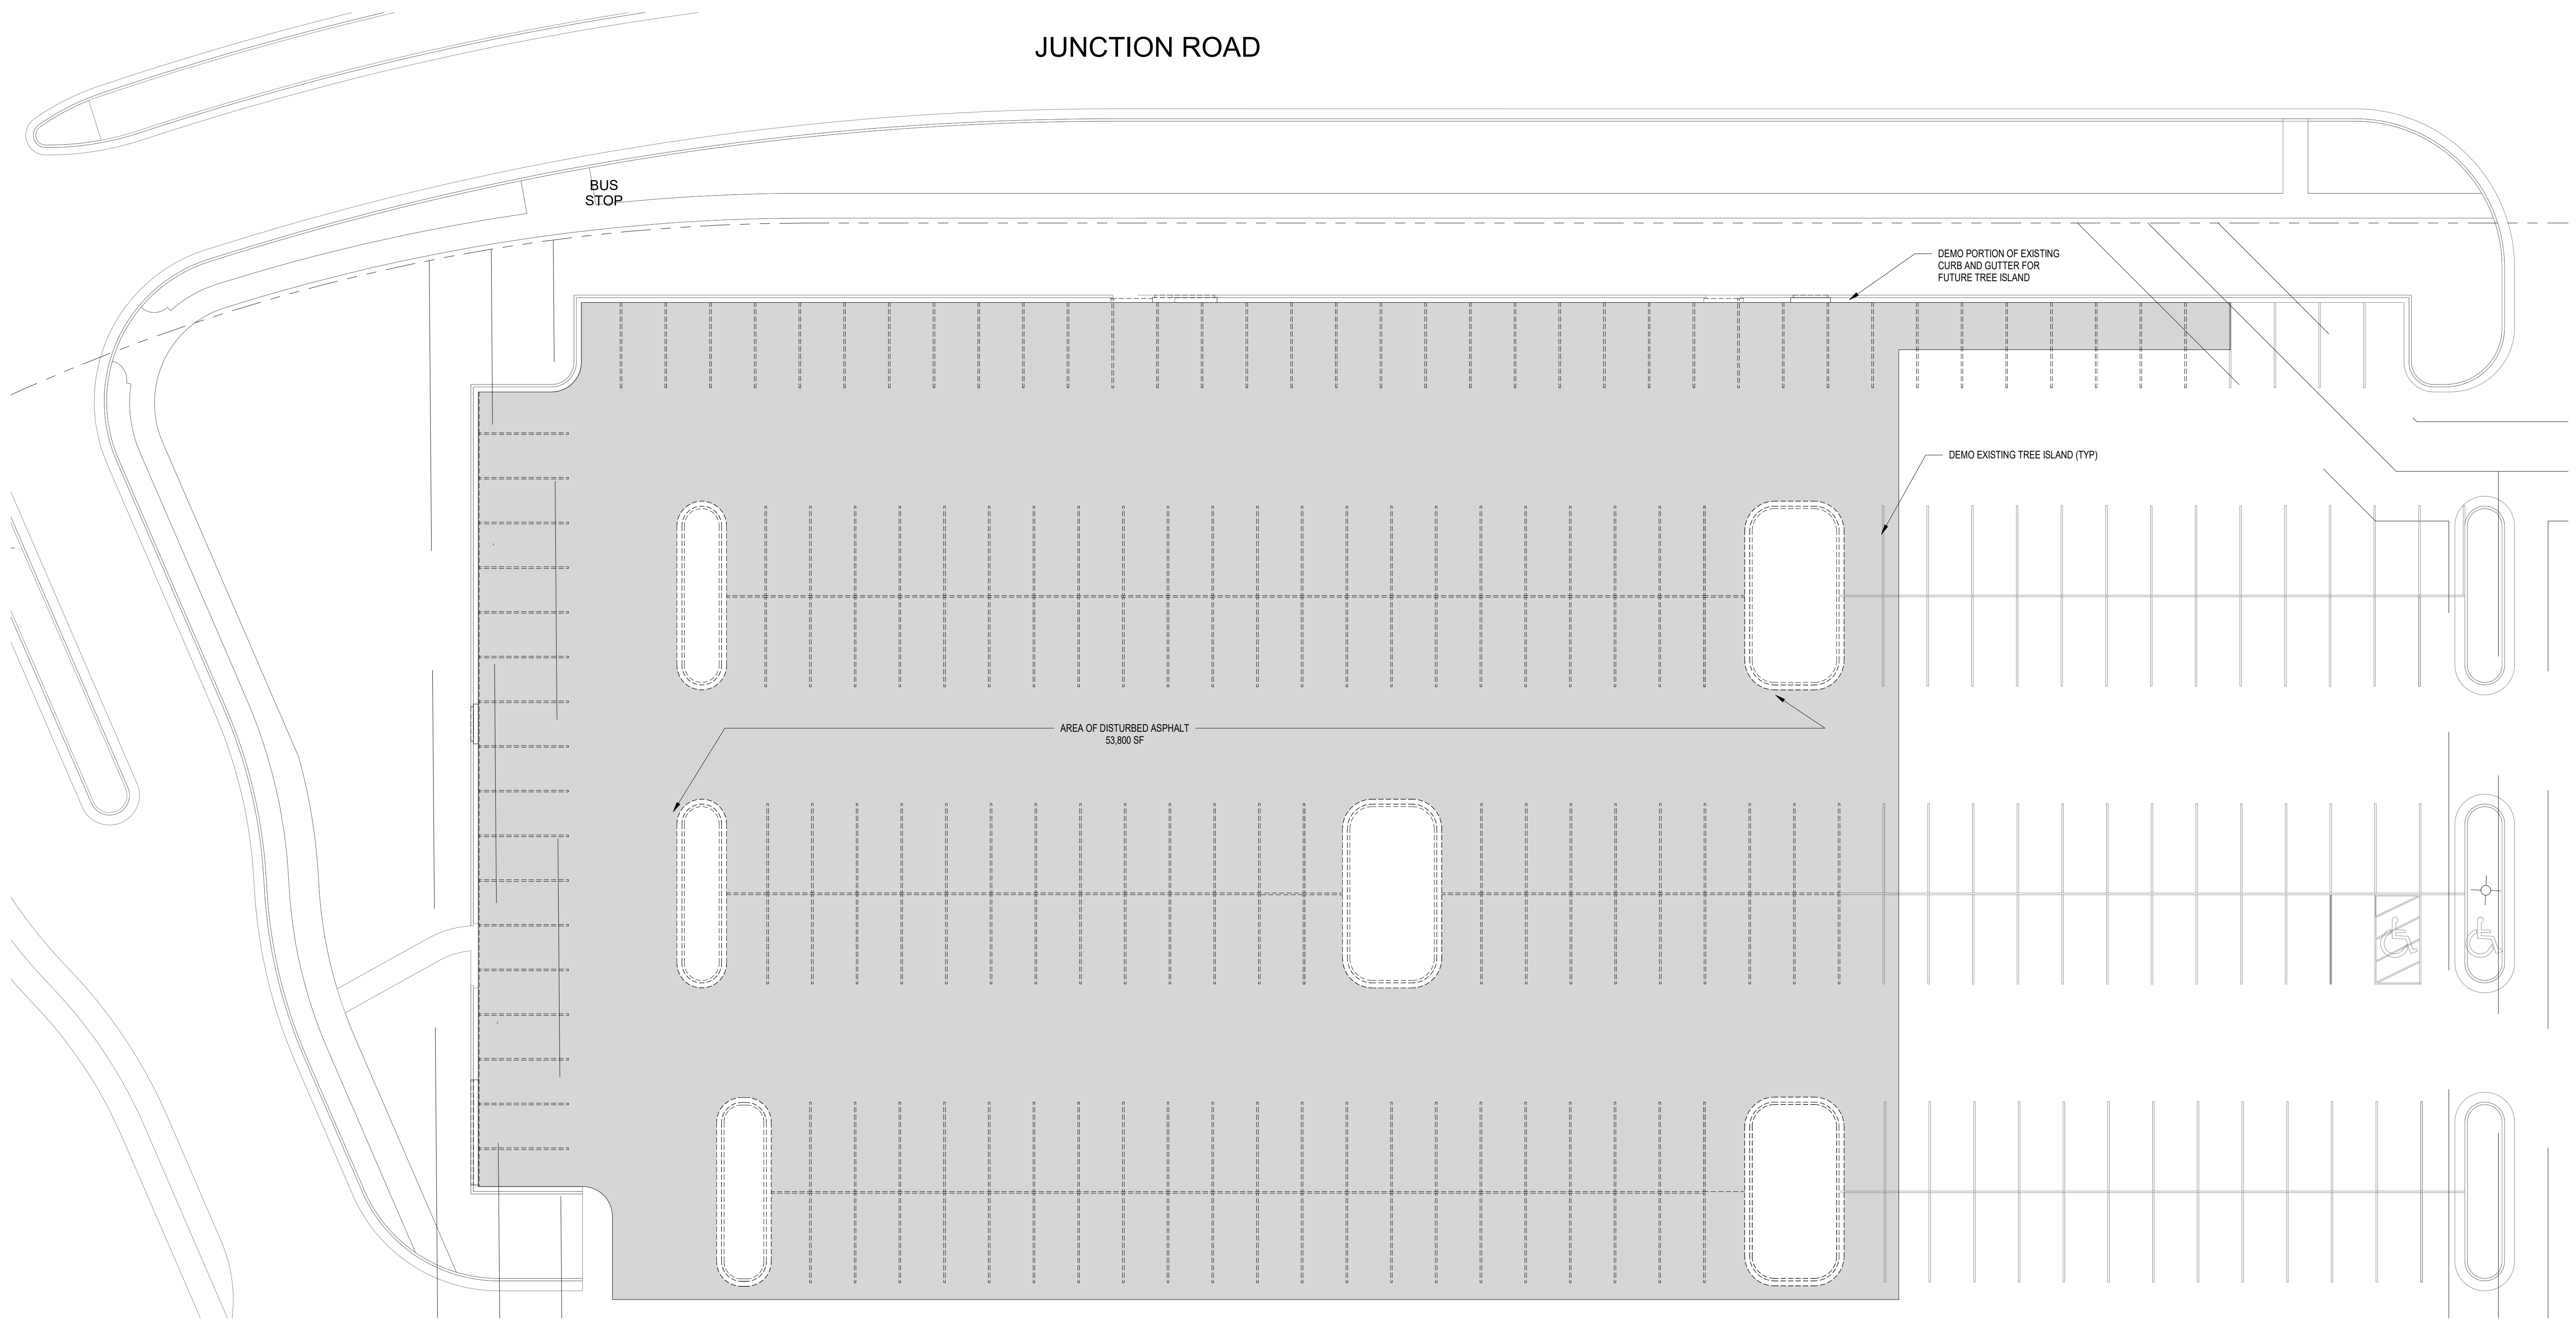 JUNCTION ROAD
BUS
STOP
DEMO PORTION OF EXISTING
CURB AND GUTTER FOR
FUTURE TREE ISLAND
DEMO EXISTING TREE ISLAND (TYP)
AREA OF DISTURBED ASPHALT
53,800 SF